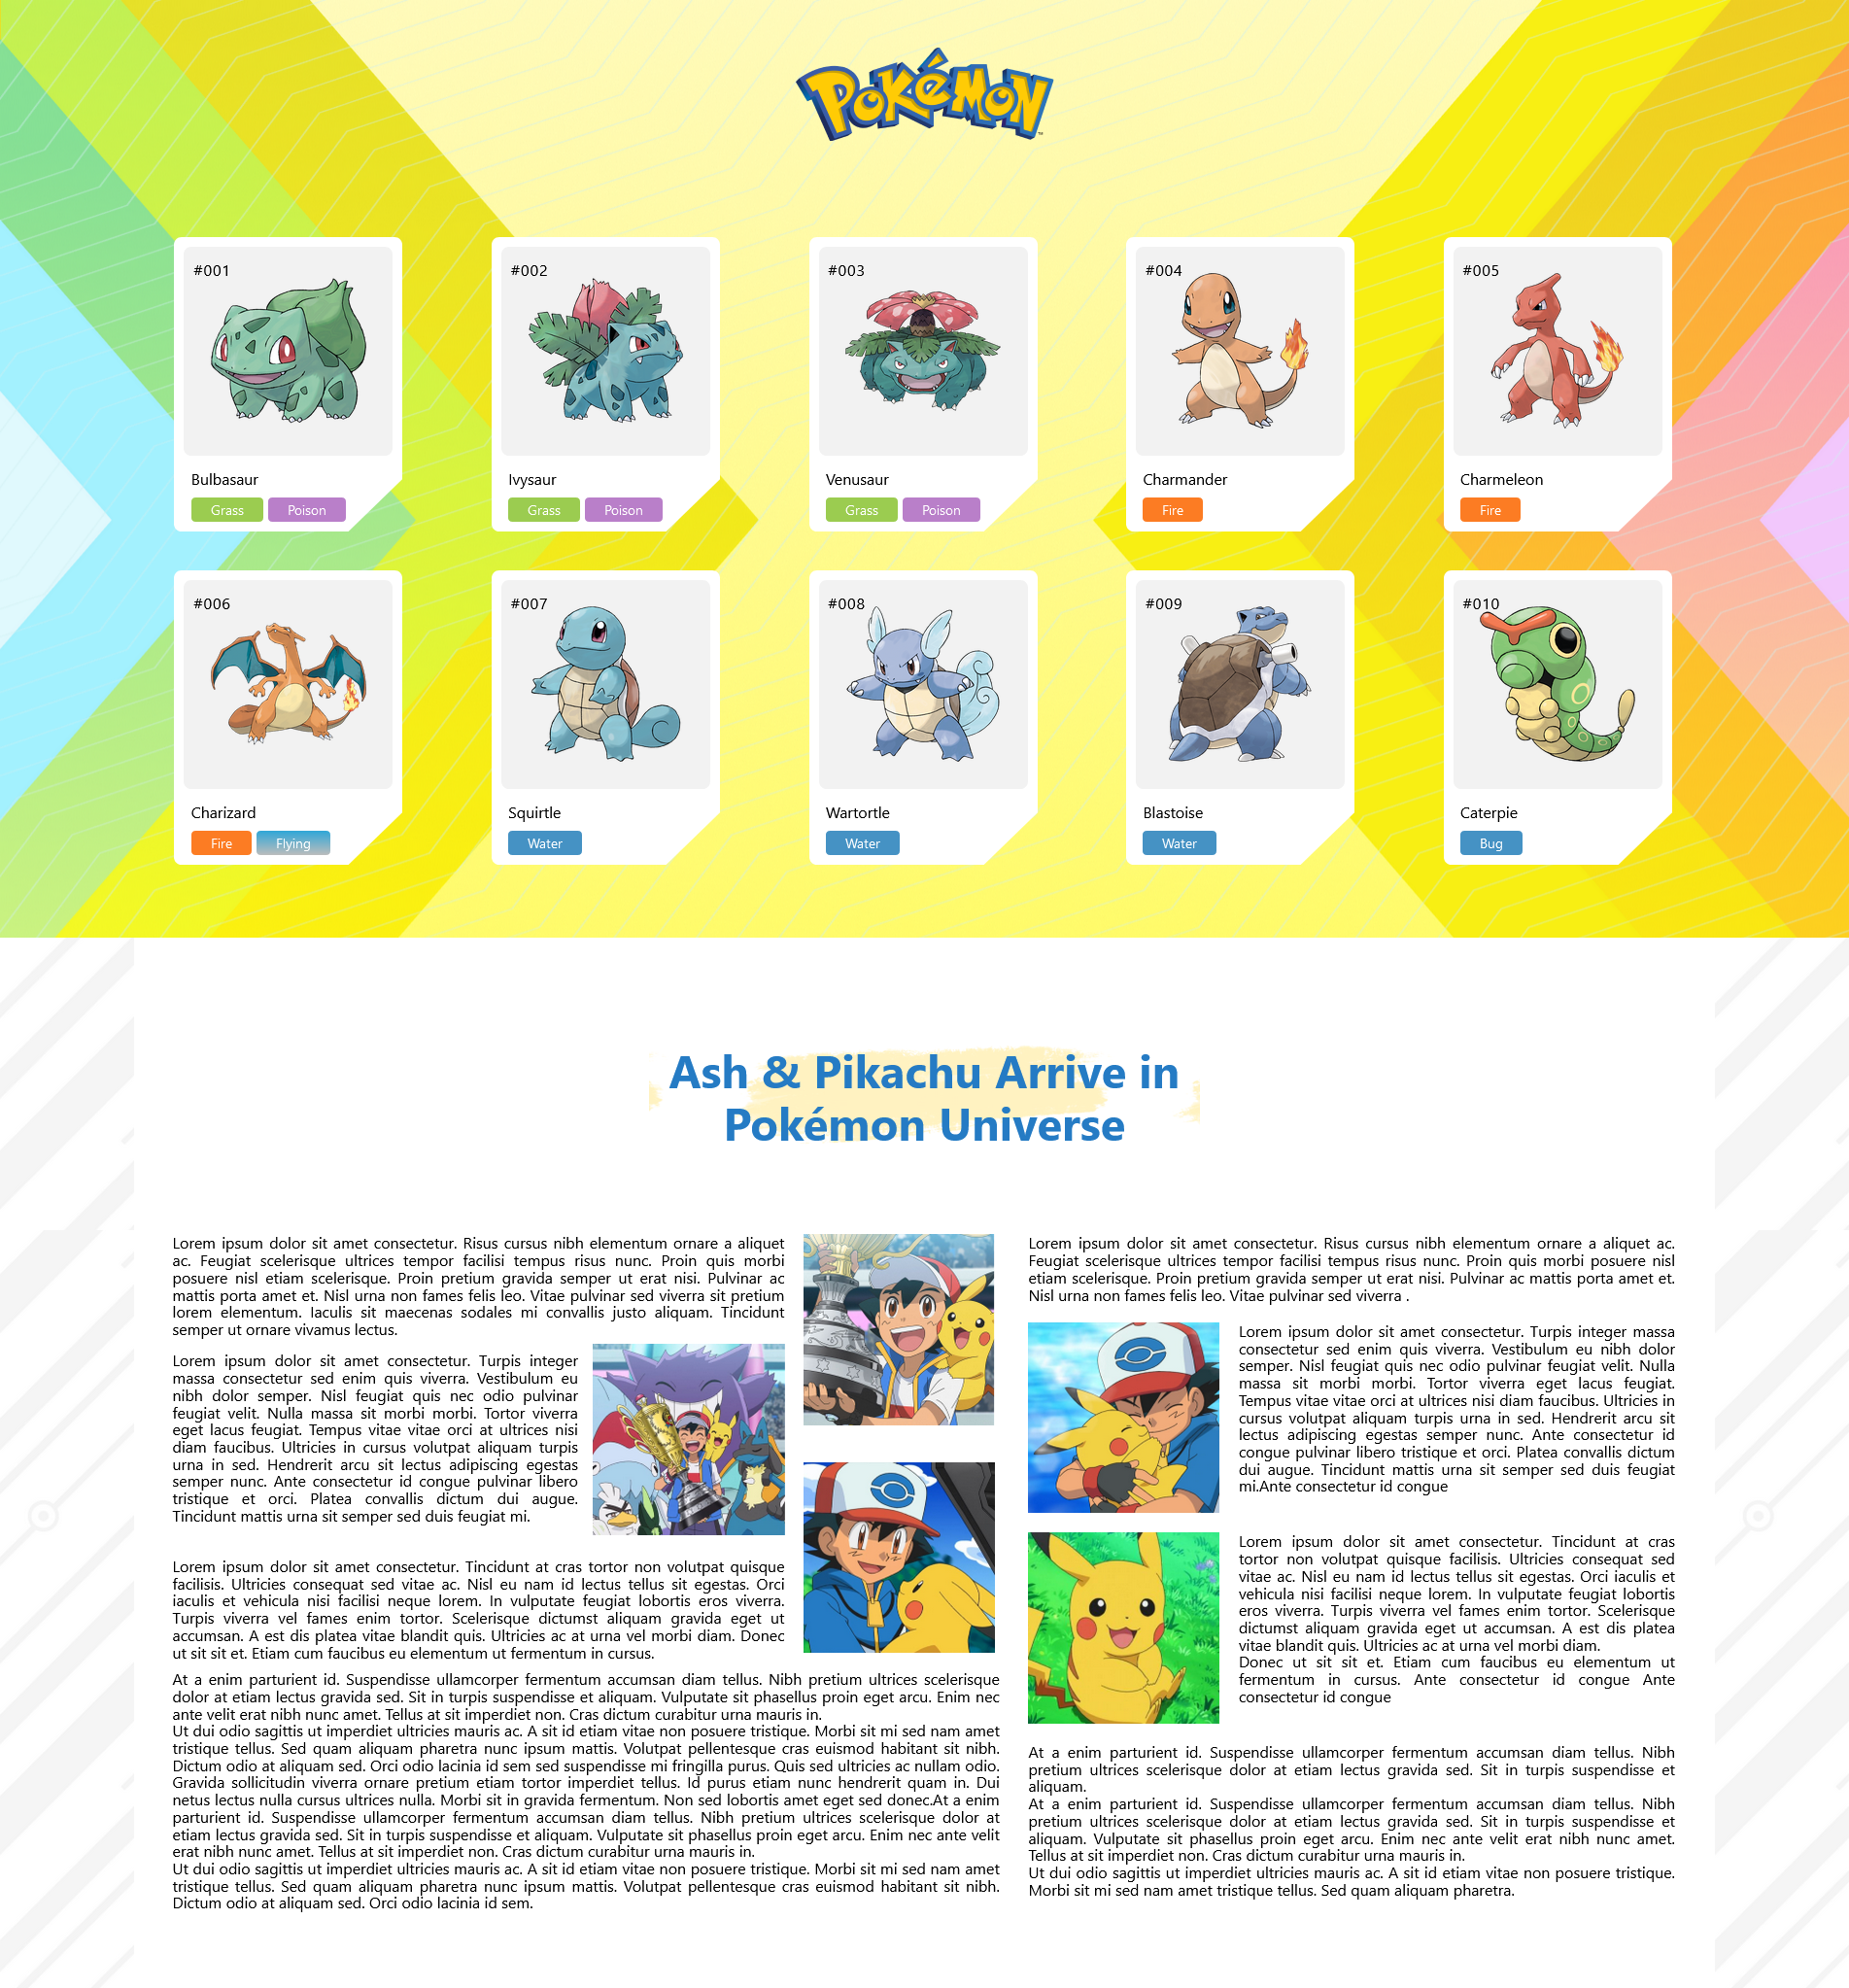 Pokémon
#001
Bulbasaur
Grass Poison
#002
Ivysaur
Grass Poison
#003
Venusaur
Grass Poison
#004
Charmander
Fire
#005
Charmeleon
Fire
#006
Charizard
Fire Flying
#007
Squirtle
Water
#008
Wartortle
Water
#009
Blastoise
Water
#010
Caterpie
Bug
Ash & Pikachu Arrive in
Pokémon Universe
Lorem ipsum dolor sit amet consectetur. Risus cursus nibh elementum ornare a aliquet
ac. Feugiat scelerisque ultrices tempor facilisi tempus risus nunc. Proin quis morbi
posuere nisl etiam scelerisque. Proin pretium gravida semper ut erat nisi. Pulvinar ac
mattis porta amet et. Nisl urna non fames felis leo. Vitae pulvinar sed viverra sit pretium
lorem elementum. Iaculis sit maecenas sodales mi convallis justo aliquam. Tincidunt
semper ut ornare vivamus lectus.
Lorem ipsum dolor sit amet consectetur. Turpis integer
massa consectetur sed enim quis viverra. Vestibulum eu
nibh dolor semper. Nisl feugiat quis nec odio pulvinar
feugiat velit. Nulla massa sit morbi morbi. Tortor viverra
eget lacus feugiat. Tempus vitae vitae orci at ultrices nisi
diam faucibus. Ultricies in cursus volutpat aliquam turpis
urna in sed. Hendrerit arcu sit lectus adipiscing egestas
semper nunc. Ante consectetur id congue pulvinar libero
tristique et orci. Platea convallis dictum dui augue.
Tincidunt mattis urna sit semper sed duis feugiat mi.
Lorem ipsum dolor sit amet consectetur. Tincidunt at cras tortor non volutpat quisque
facilisis. Ultricies consequat sed vitae ac. Nisl eu nam id lectus tellus sit egestas. Orci
iaculis et vehicula nisi facilisi neque lorem. In vulputate feugiat lobortis eros viverra.
Turpis viverra vel fames enim tortor. Scelerisque dictumst aliquam gravida eget ut
accumsan. A est dis platea vitae blandit quis. Ultricies ac at urna vel morbi diam. Donec
ut sit sit et. Etiam cum faucibus eu elementum ut fermentum in cursus.
At a enim parturient id. Suspendisse ullamcorper fermentum accumsan diam tellus. Nibh pretium ultrices scelerisque
dolor at etiam lectus gravida sed. Sit in turpis suspendisse et aliquam. Vulputate sit phasellus proin eget arcu. Enim nec
ante velit erat nibh nunc amet. Tellus at sit imperdiet non. Cras dictum curabitur urna mauris in.
Ut dui odio sagittis ut imperdiet ultricies mauris ac. A sit id etiam vitae non posuere tristique. Morbi sit mi sed nam amet
tristique tellus. Sed quam aliquam pharetra nunc ipsum mattis. Volutpat pellentesque cras euismod habitant sit nibh.
Dictum odio at aliquam sed. Orci odio lacinia id sem sed suspendisse mi fringilla purus. Quis sed ultricies ac nullam odio.
Gravida sollicitudin viverra ornare pretium etiam tortor imperdiet tellus. Id purus etiam nunc hendrerit quam in. Dui
netus lectus nulla cursus ultrices nulla. Morbi sit in gravida fermentum. Non sed lobortis amet eget sed donec.At a enim
parturient id. Suspendisse ullamcorper fermentum accumsan diam tellus. Nibh pretium ultrices scelerisque dolor at
etiam lectus gravida sed. Sit in turpis suspendisse et aliquam. Vulputate sit phasellus proin eget arcu. Enim nec ante velit
erat nibh nunc amet. Tellus at sit imperdiet non. Cras dictum curabitur urna mauris in.
Ut dui odio sagittis ut imperdiet ultricies mauris ac. A sit id etiam vitae non posuere tristique. Morbi sit mi sed nam amet
tristique tellus. Sed quam aliquam pharetra nunc ipsum mattis. Volutpat pellentesque cras euismod habitant sit nibh.
Dictum odio at aliquam sed. Orci odio lacinia id sem.
Lorem ipsum dolor sit amet consectetur. Risus cursus nibh elementum ornare a aliquet ac.
Feugiat scelerisque ultrices tempor facilisi tempus risus nunc. Proin quis morbi posuere nisl
etiam scelerisque. Proin pretium gravida semper ut erat nisi. Pulvinar ac mattis porta amet et.
Nisl urna non fames felis leo. Vitae pulvinar sed viverra .
Lorem ipsum dolor sit amet consectetur. Turpis integer massa
consectetur sed enim quis viverra. Vestibulum eu nibh dolor
semper. Nisl feugiat quis nec odio pulvinar feugiat velit. Nulla
massa sit morbi morbi. Tortor viverra eget lacus feugiat.
Tempus vitae vitae orci at ultrices nisi diam faucibus. Ultricies in
cursus volutpat aliquam turpis urna in sed. Hendrerit arcu sit
lectus adipiscing egestas semper nunc. Ante consectetur id
congue pulvinar libero tristique et orci. Platea convallis dictum
dui augue. Tincidunt mattis urna sit semper sed duis feugiat
mi.Ante consectetur id congue
Lorem ipsum dolor sit amet consectetur. Tincidunt at cras
tortor non volutpat quisque facilisis. Ultricies consequat sed
vitae ac. Nisl eu nam id lectus tellus sit egestas. Orci iaculis et
vehicula nisi facilisi neque lorem. In vulputate feugiat lobortis
eros viverra. Turpis viverra vel fames enim tortor. Scelerisque
dictumst aliquam gravida eget ut accumsan. A est dis platea
vitae blandit quis. Ultricies ac at urna vel morbi diam.
Donec ut sit sit et. Etiam cum faucibus eu elementum ut
fermentum in cursus. Ante consectetur id congue Ante
consectetur id congue
At a enim parturient id. Suspendisse ullamcorper fermentum accumsan diam tellus. Nibh
pretium ultrices scelerisque dolor at etiam lectus gravida sed. Sit in turpis suspendisse et
aliquam.
At a enim parturient id. Suspendisse ullamcorper fermentum accumsan diam tellus. Nibh
pretium ultrices scelerisque dolor at etiam lectus gravida sed. Sit in turpis suspendisse et
aliquam. Vulputate sit phasellus proin eget arcu. Enim nec ante velit erat nibh nunc amet.
Tellus at sit imperdiet non. Cras dictum curabitur urna mauris in.
Ut dui odio sagittis ut imperdiet ultricies mauris ac. A sit id etiam vitae non posuere tristique.
Morbi sit mi sed nam amet tristique tellus. Sed quam aliquam pharetra.